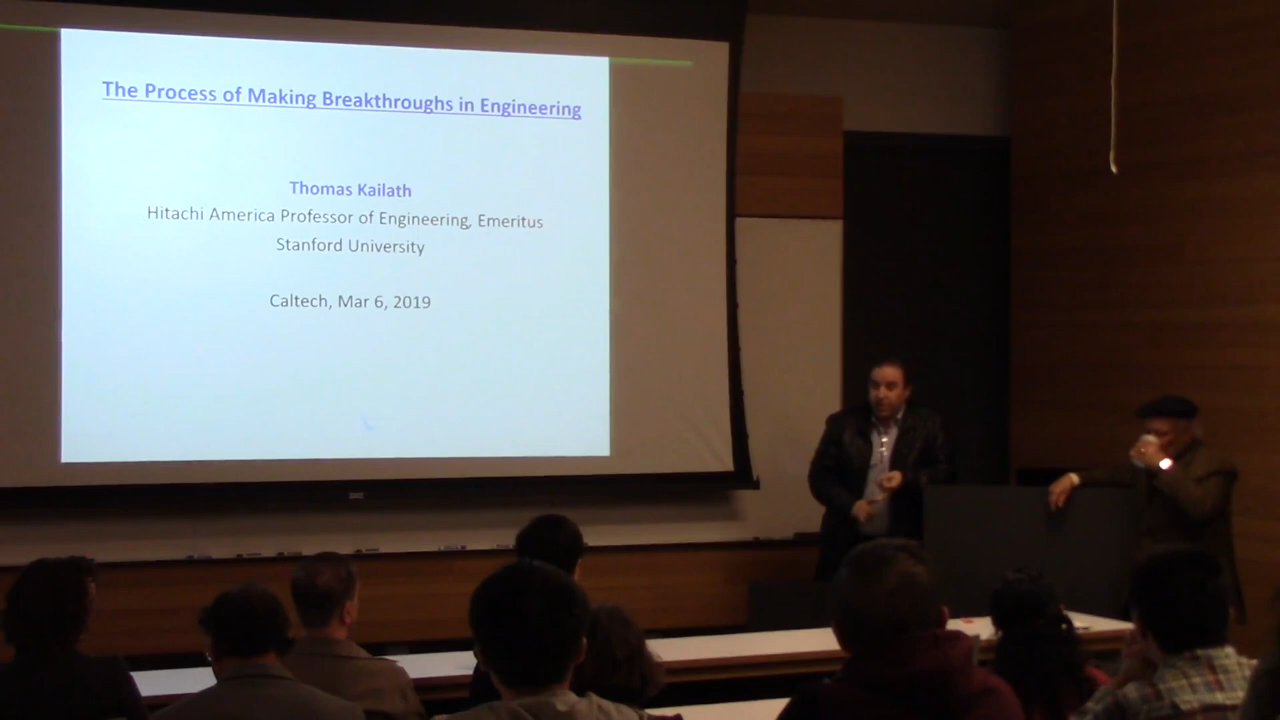 The Process of Making Breakthroughs in Engineering
Thomas Kailath
Hitachi America Professor of Engineering, Emeritus
Stanford University
Caltech, Mar 6, 2019